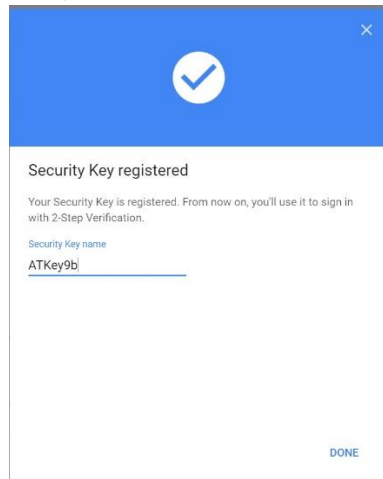 Security Key registered
Your Security Key is registered. From now on, you'll use it to sign in
with 2-Step Verification.
Security Key name
ATKey9b
DONE